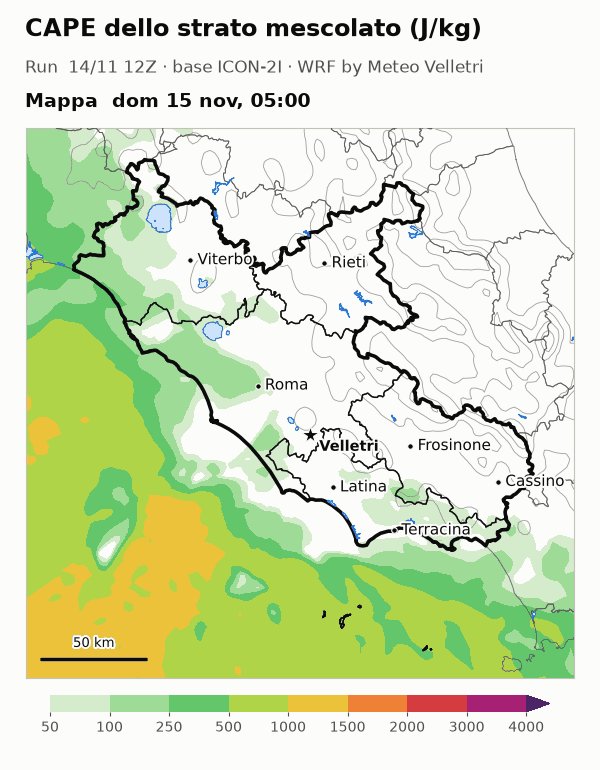 CAPE dello strato mescolato (J/kg)
Run  14/11 12Z · base ICON-2I · WRF by Meteo Velletri
Mappa  dom 15 nov, 05:00
Viterbo
Rieti
Roma
Velletri
Frosinone
Cassino
Latina
Terracina
50 km
50 100 250 500 1000 1500 2000 3000 4000